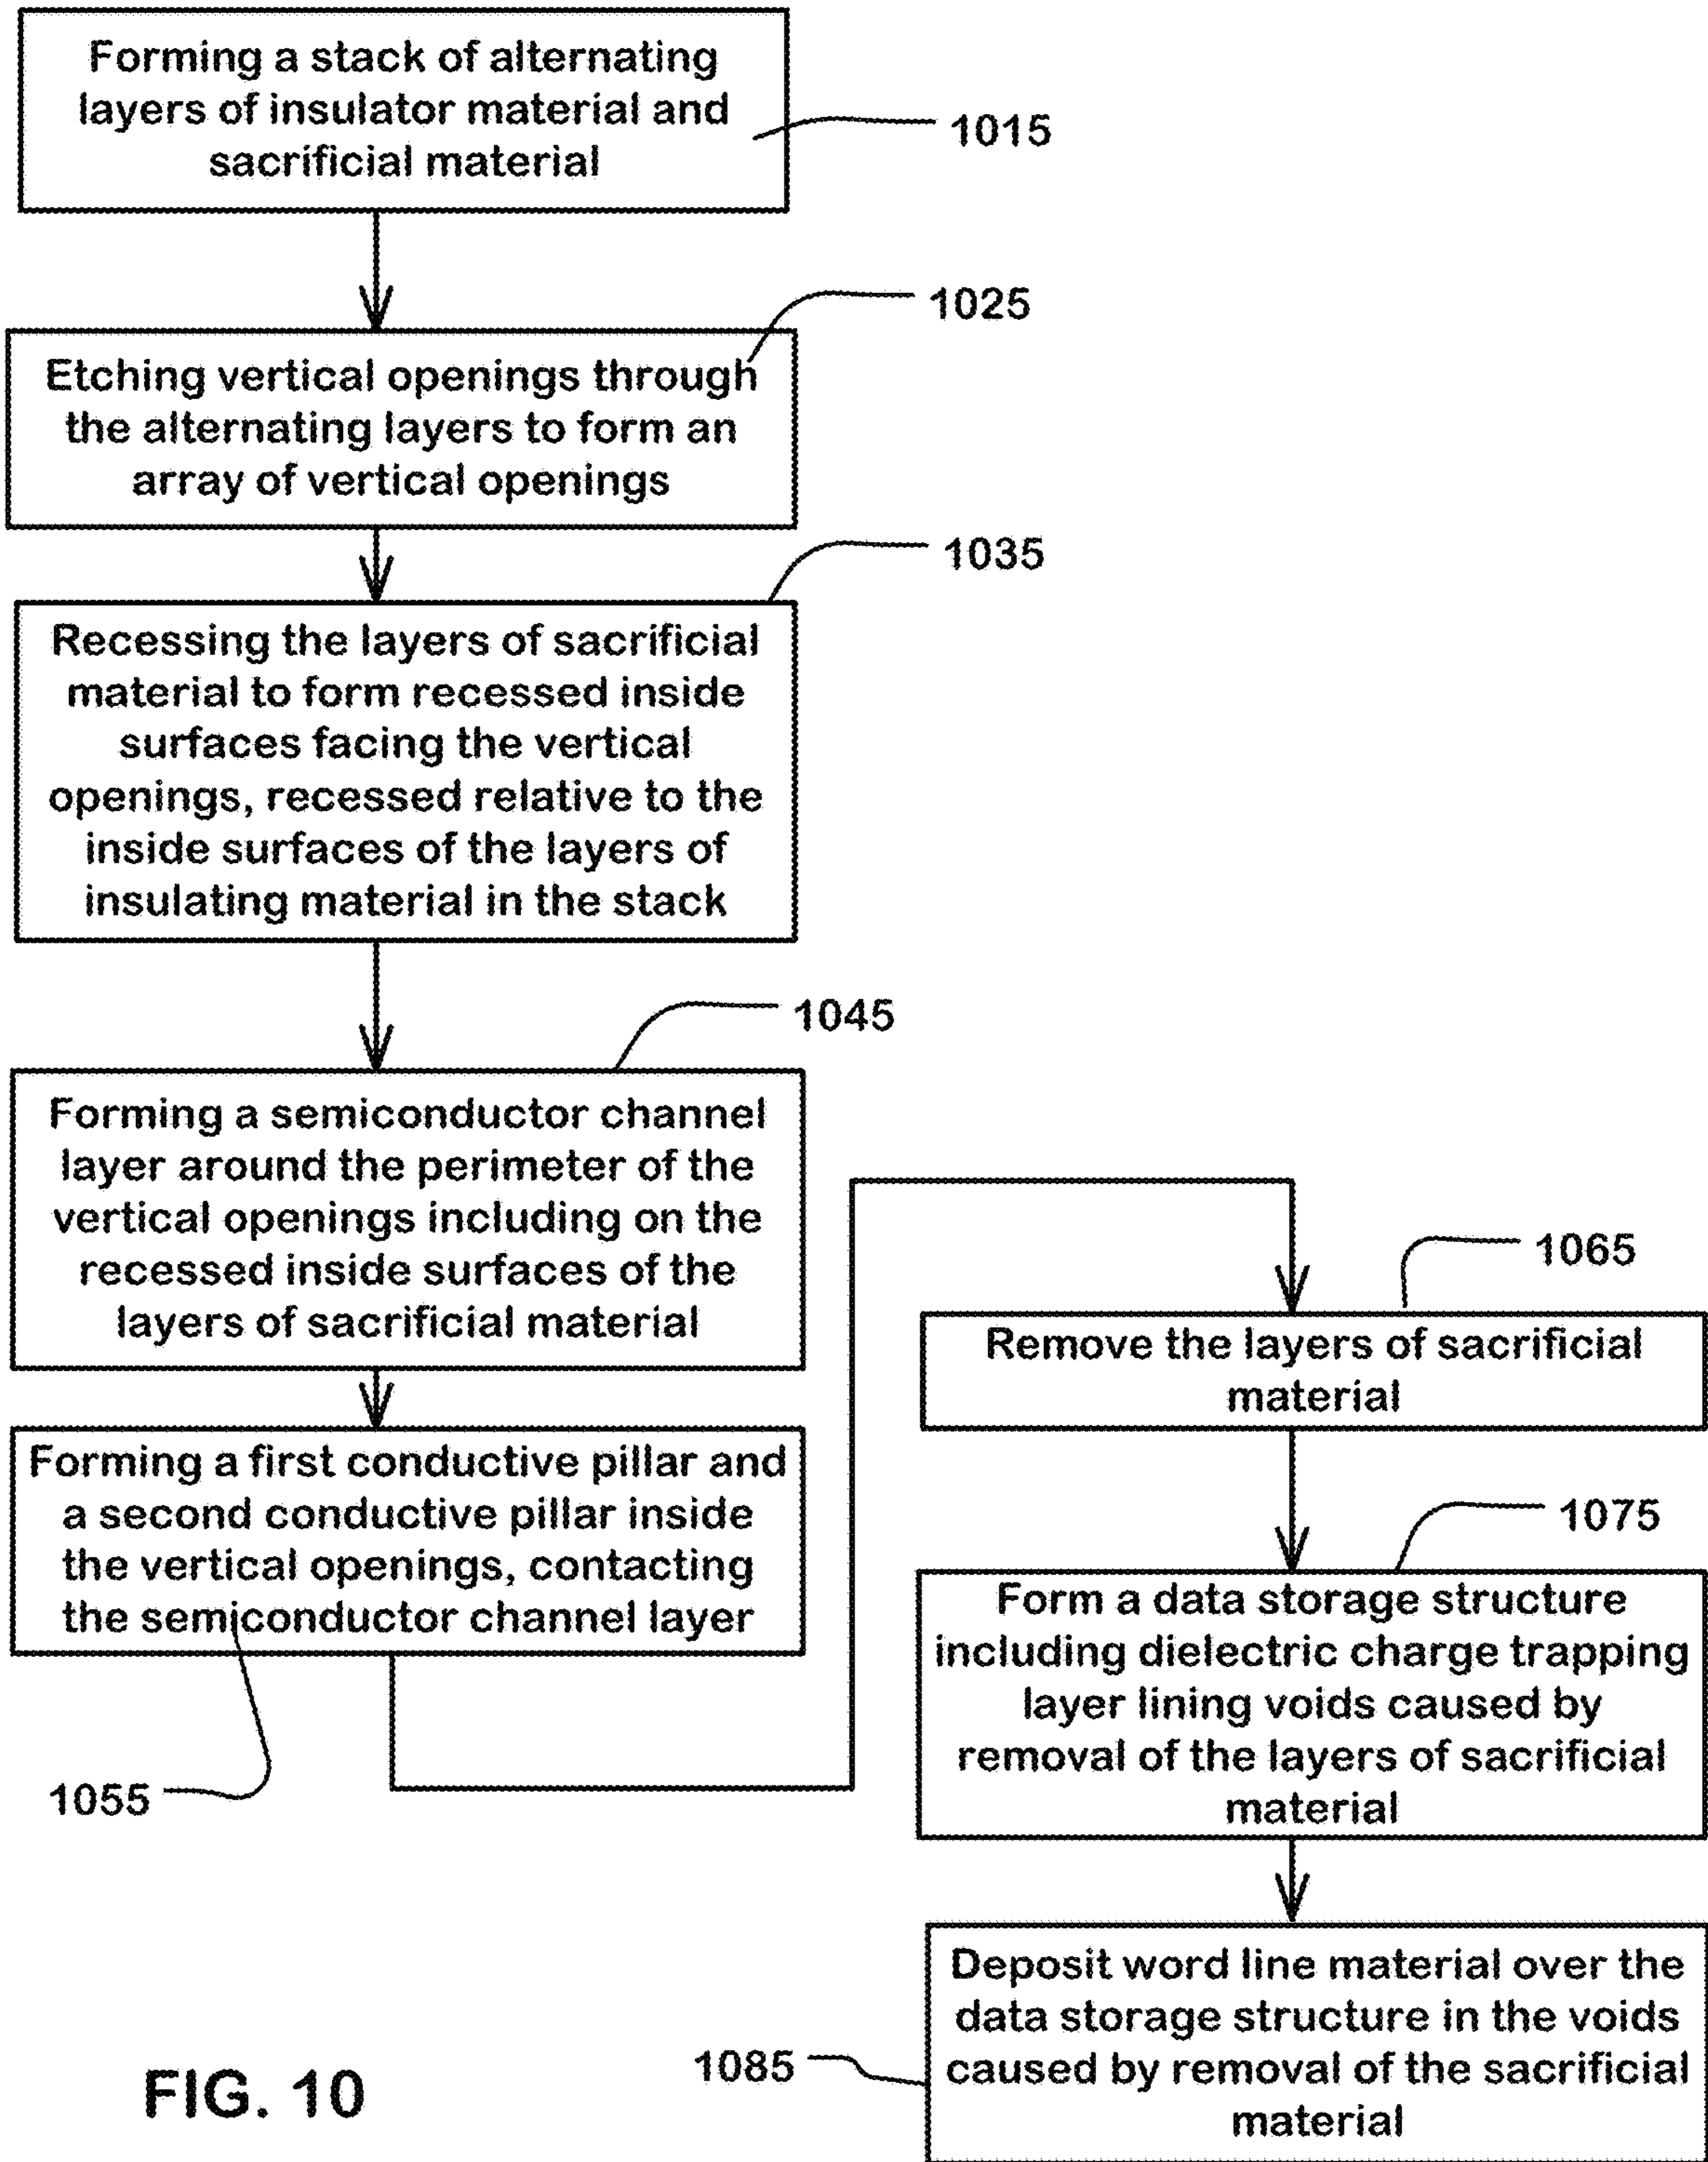 Forming a stack of alternating
layers of insulator material and
sacrificial material
1015
1025
Etching vertical openings through
the alternating layers to form an
array of vertical openings
1035
Recessing the layers of sacrificial
material to form recessed inside
surfaces facing the vertical
openings, recessed relative to the
inside surfaces of the layers of
insulating material in the stack
1045
Forming a semiconductor channel
layer around the perimeter of the
vertical openings including on the
recessed inside surfaces of the
layers of sacrificial material
Forming a first conductive pillar and
a second conductive pillar inside
the vertical openings, contacting
the semiconductor channel layer
1055
1065
Remove the layers of sacrificial
material
1075
Form a data storage structure
including dielectric charge trapping
layer lining voids caused by
removal of the layers of sacrificial
material
Deposit word line material over the
data storage structure in the voids
caused by removal of the sacrificial
material
1085
FIG. 10